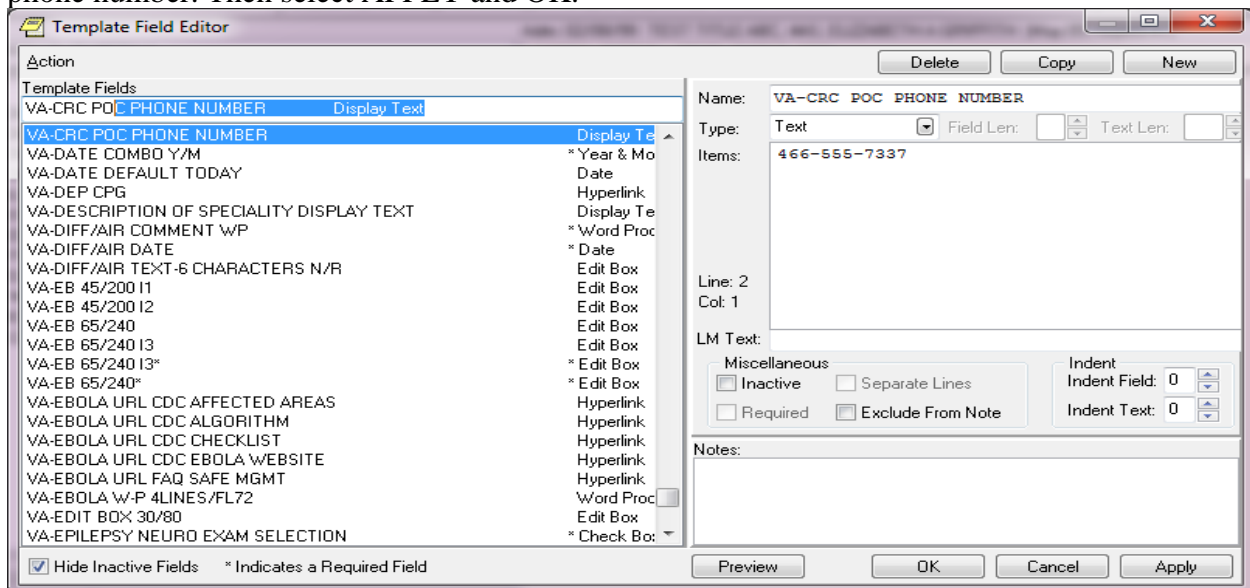 phone number. Then select APPLY and OK.
Template Field Editor
Action Delete Copy New
Template Fields
VA-CRC POC PHONE NUMBER Display Text
VA-CRC POC PHONE NUMBER Display Te
VA-DATE COMBO Y/M * Year & Mo
VA-DATE DEFAULT TODAY Date
VA-DEP CPG Hyperlink
VA-DESCRIPTION OF SPECIALITY DISPLAY TEXT Display Te
VA-DIFF/AIR COMMENT WP * Word Proc
VA-DIFF/AIR DATE * Date
VA-DIFF/AIR TEXT-6 CHARACTERS N/R Edit Box
VA-EB 45/200 I1 Edit Box
VA-EB 45/200 I2 Edit Box
VA-EB 65/240 Edit Box
VA-EB 65/240 I3 Edit Box
VA-EB 65/240 I3* * Edit Box
VA-EB 65/240* * Edit Box
VA-EBOLA URL CDC AFFECTED AREAS Hyperlink
VA-EBOLA URL CDC ALGORITHM Hyperlink
VA-EBOLA URL CDC CHECKLIST Hyperlink
VA-EBOLA URL CDC EBOLA WEBSITE Hyperlink
VA-EBOLA URL FAQ SAFE MGMT Hyperlink
VA-EBOLA W-P 4LINES/FL72 Word Proc
VA-EDIT BOX 30/80 Edit Box
VA-EPILEPSY NEURO EXAM SELECTION * Check Bo
Name: VA-CRC POC PHONE NUMBER
Type: Text Field Len: Text Len:
Items: 466-555-7337
Line: 2
Col: 1
LM Text:
Miscellaneous Indent
Inactive Separate Lines Indent Field: 0
Required Exclude From Note Indent Text: 0
Notes:
Hide Inactive Fields * Indicates a Required Field Preview OK Cancel Apply